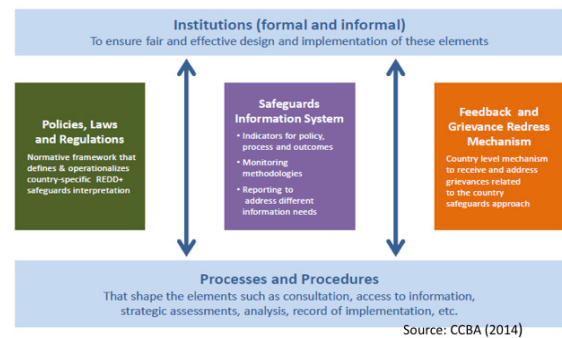 Institutions (formal and informal)
To ensure fair and effective design and implementation of these elements
Policies, Laws
and Regulations
Normative framework that
defines & operationalizes
country-specific REDD+
safeguards interpretation
Safeguards
Information System
• Indicators for policy,
process and outcomes
• Monitoring
methodologies
• Reporting to
address different
information needs
Feedback and
Grievance Redress
Mechanism
Country level mechanism
to receive and address
grievances related
to the country
safeguards approach
Processes and Procedures
That shape the elements such as consultation, access to information,
strategic assessments, analysis, record of implementation, etc.
Source: CCBA (2014)